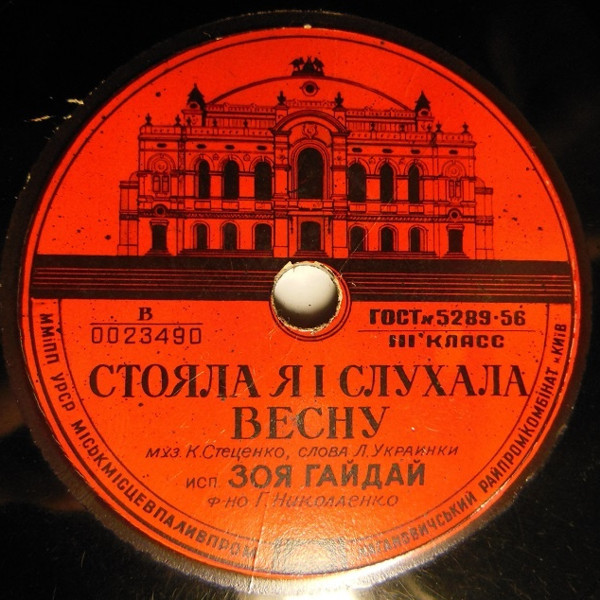 В
0023490
ГОСТ № 5289-56
III КЛАСС
СТОЯЛА Я І СЛУХАЛА
ВЕСНУ
муз. К. Стеценко, слова Л. Украинки
исп. ЗОЯ ГАЙДАЙ
ф-но Г. Николаенко
ММіПП УРСР МІСЬКМІСЦЕВПАЛИВПРОМ РАЙПРОМКОМБІНАТ м. КИЇВ